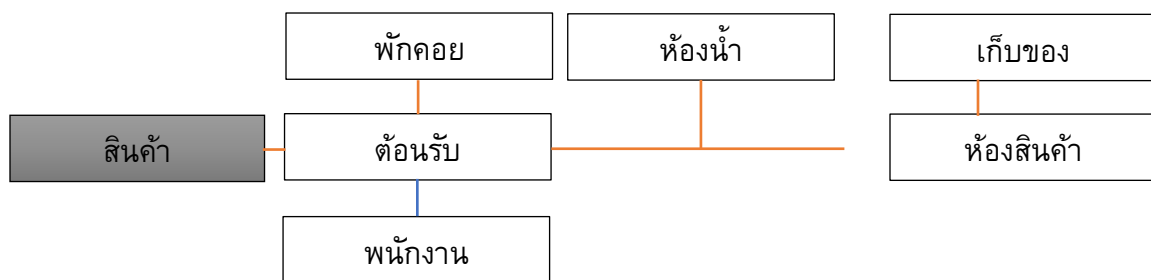 พักคอย
ห้องน้ำ
เก็บของ
สินค้า
ต้อนรับ
ห้องสินค้า
พนักงาน